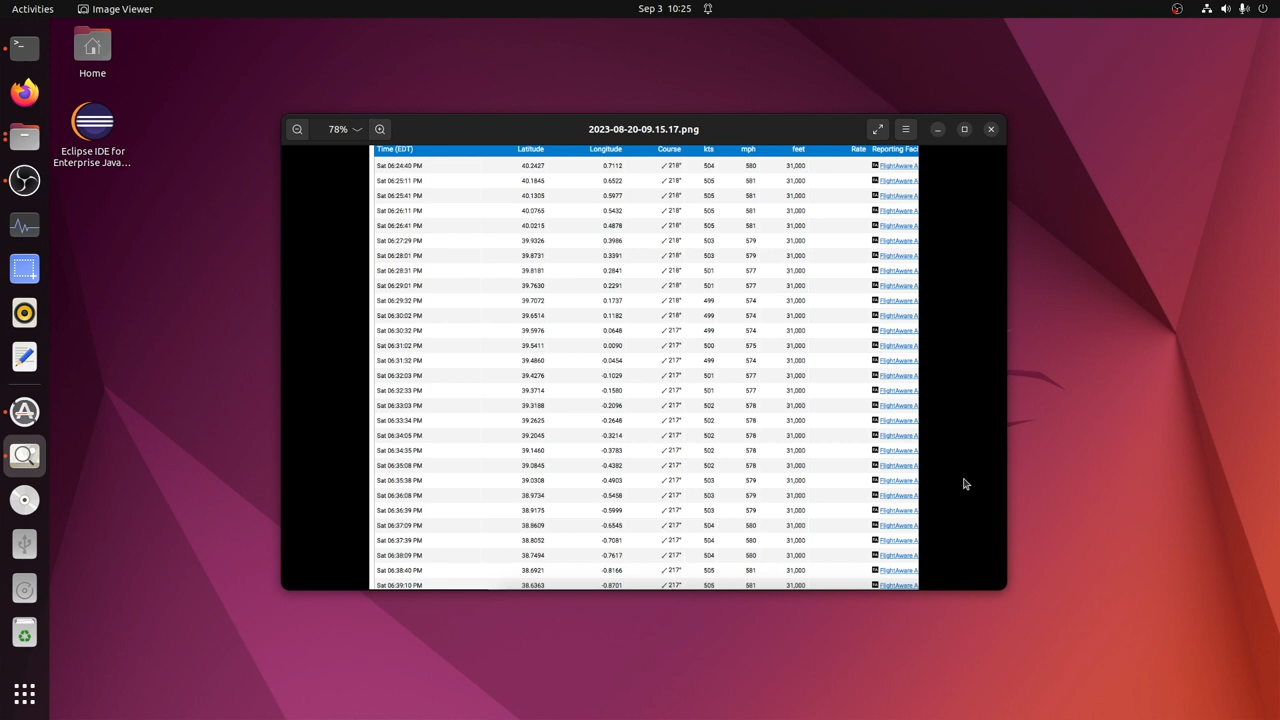 Activities Image Viewer Sep 3 10:25
Home
Eclipse IDE for
Enterprise Java...
78% 2023-08-20-09.15.17.png
Time (EDT) Latitude Longitude Course kts mph feet Rate Reporting Facil
Sat 06:24:40 PM 40.2427 0.7112 218° 504 580 31,000 FlightAware A
Sat 06:25:11 PM 40.1845 0.6522 218° 505 581 31,000 FlightAware A
Sat 06:25:41 PM 40.1305 0.5977 218° 505 581 31,000 FlightAware A
Sat 06:26:11 PM 40.0765 0.5432 218° 505 581 31,000 FlightAware A
Sat 06:26:41 PM 40.0215 0.4878 218° 505 581 31,000 FlightAware A
Sat 06:27:29 PM 39.9326 0.3986 218° 503 579 31,000 FlightAware A
Sat 06:28:01 PM 39.8731 0.3391 218° 503 579 31,000 FlightAware A
Sat 06:28:31 PM 39.8181 0.2841 218° 501 577 31,000 FlightAware A
Sat 06:29:01 PM 39.7630 0.2291 218° 501 577 31,000 FlightAware A
Sat 06:29:32 PM 39.7072 0.1737 218° 499 574 31,000 FlightAware A
Sat 06:30:02 PM 39.6514 0.1182 218° 499 574 31,000 FlightAware A
Sat 06:30:32 PM 39.5976 0.0648 217° 499 574 31,000 FlightAware A
Sat 06:31:02 PM 39.5411 0.0090 217° 500 575 31,000 FlightAware A
Sat 06:31:32 PM 39.4860 -0.0454 217° 499 574 31,000 FlightAware A
Sat 06:32:03 PM 39.4276 -0.1029 217° 501 577 31,000 FlightAware A
Sat 06:32:33 PM 39.3714 -0.1580 217° 501 577 31,000 FlightAware A
Sat 06:33:03 PM 39.3188 -0.2096 217° 502 578 31,000 FlightAware A
Sat 06:33:34 PM 39.2625 -0.2648 217° 502 578 31,000 FlightAware A
Sat 06:34:05 PM 39.2045 -0.3214 217° 502 578 31,000 FlightAware A
Sat 06:34:35 PM 39.1460 -0.3783 217° 502 578 31,000 FlightAware A
Sat 06:35:08 PM 39.0845 -0.4382 217° 502 578 31,000 FlightAware A
Sat 06:35:38 PM 39.0308 -0.4903 217° 503 579 31,000 FlightAware A
Sat 06:36:08 PM 38.9734 -0.5458 217° 503 579 31,000 FlightAware A
Sat 06:36:39 PM 38.9175 -0.5999 217° 503 579 31,000 FlightAware A
Sat 06:37:09 PM 38.8609 -0.6545 217° 504 580 31,000 FlightAware A
Sat 06:37:39 PM 38.8052 -0.7081 217° 504 580 31,000 FlightAware A
Sat 06:38:09 PM 38.7494 -0.7617 217° 504 580 31,000 FlightAware A
Sat 06:38:40 PM 38.6921 -0.8166 217° 505 581 31,000 FlightAware A
Sat 06:39:10 PM 38.6363 -0.8701 217° 505 581 31,000 FlightAware A